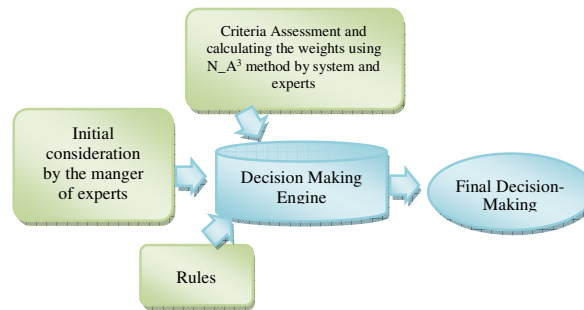 Criteria Assessment and
calculating the weights using
N_A³ method by system and
experts
Initial
consideration
by the manger
of experts
Decision Making
Engine
Final Decision-
Making
Rules